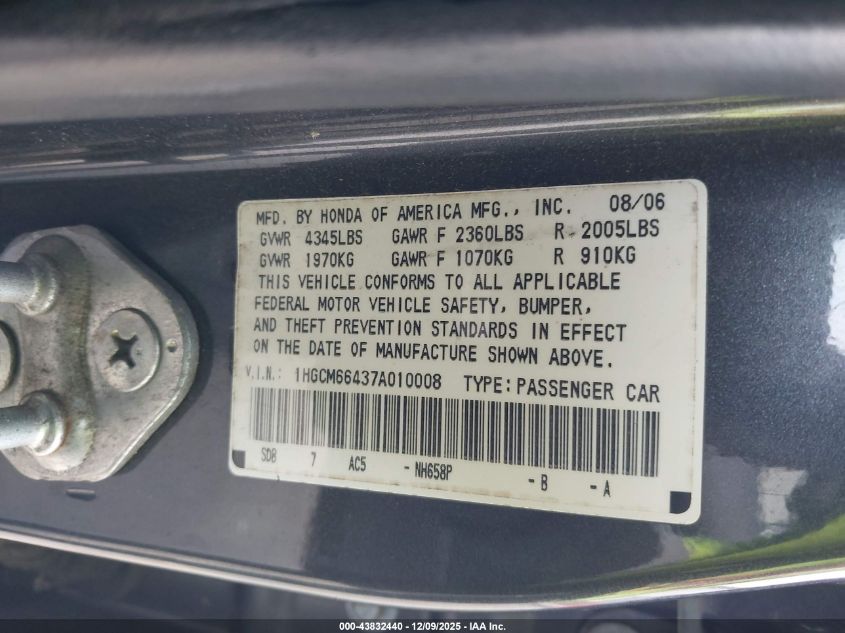 MFD. BY HONDA OF AMERICA MFG., INC. 08/06
GVWR 4345LBS GAWR F 2360LBS R 2005LBS
GVWR 1970KG GAWR F 1070KG R 910KG
THIS VEHICLE CONFORMS TO ALL APPLICABLE
FEDERAL MOTOR VEHICLE SAFETY, BUMPER,
AND THEFT PREVENTION STANDARDS IN EFFECT
ON THE DATE OF MANUFACTURE SHOWN ABOVE.
V.I.N.: 1HGCM66437A010008 TYPE:PASSENGER CAR
SDB 7 AC5 -NH658P -B -A
000-43832440 - 12/09/2025 - IAA Inc.